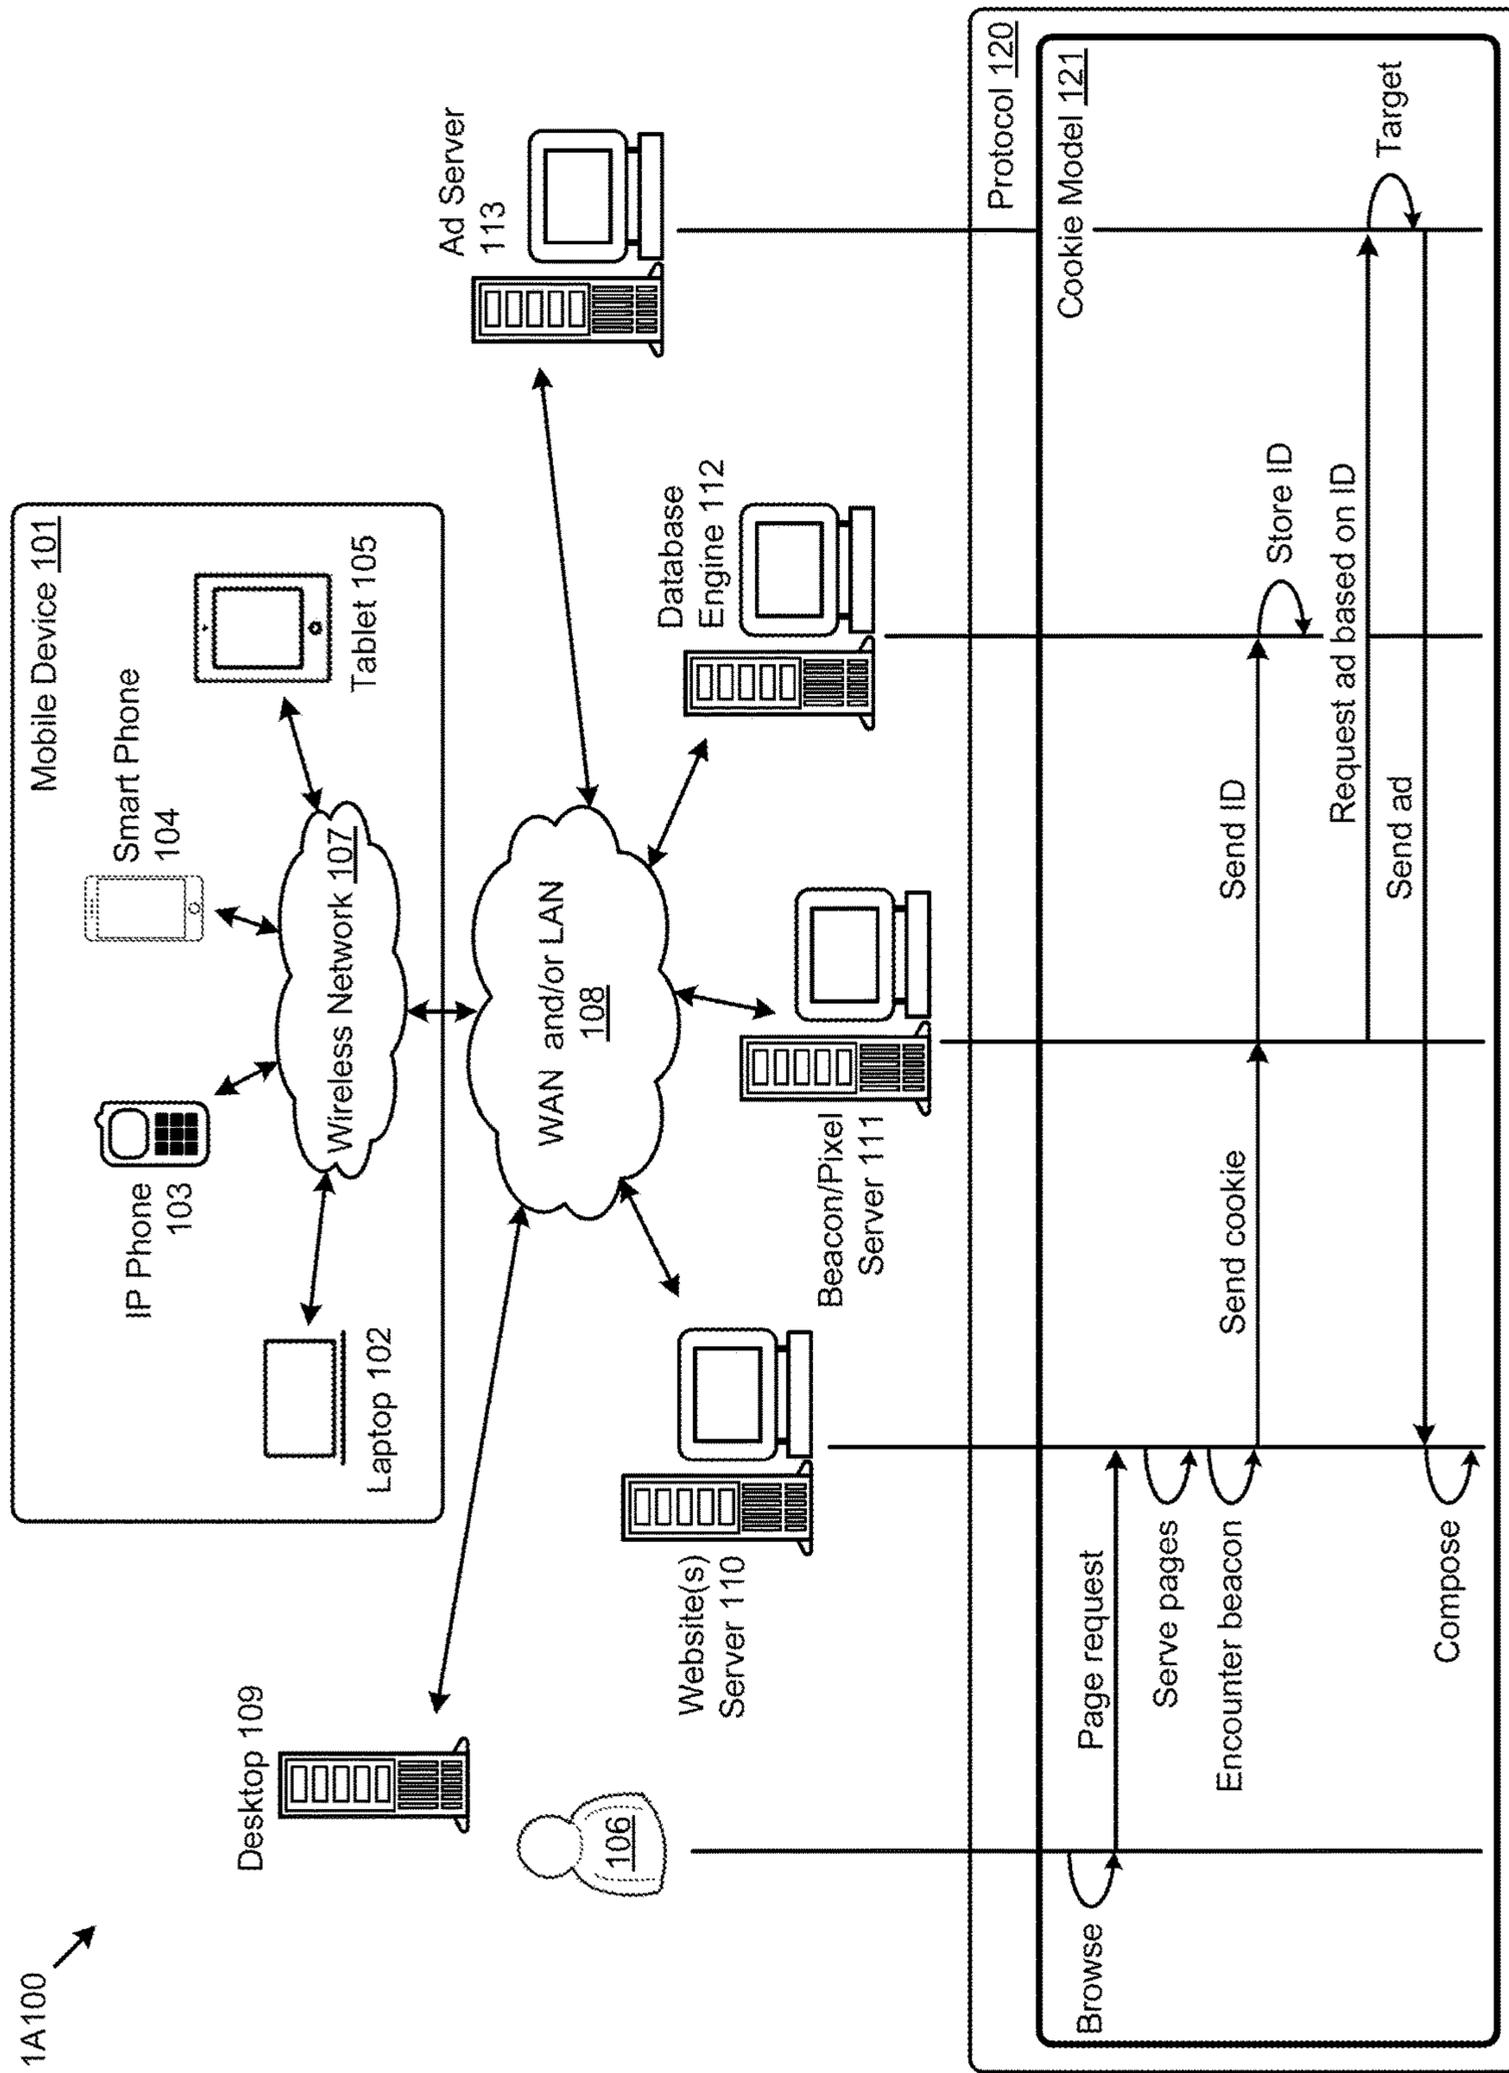 1A100
Mobile Device 101
Smart Phone
104
IP Phone
103
Wireless Network 107
Laptop 102
Tablet 105
Desktop 109
WAN and/or LAN
108
Ad Server
113
106
Website(s)
Server 110
Beacon/Pixel
Server 111
Database
Engine 112
Protocol 120
Cookie Model 121
Browse
Page request
Serve pages
Encounter beacon
Send cookie
Send ID
Store ID
Request ad based on ID
Target
Send ad
Compose